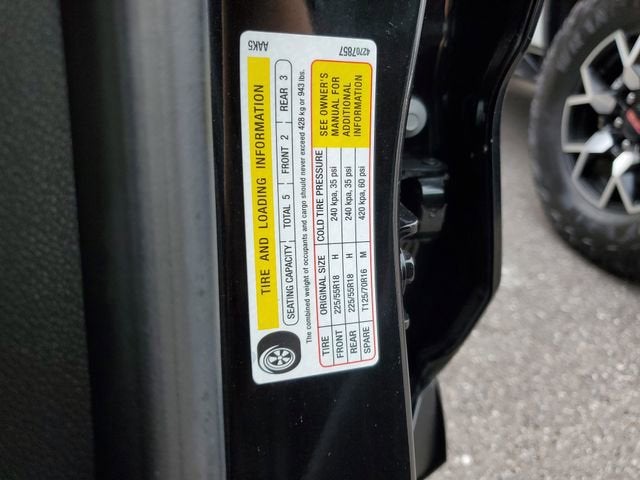 AAK5
42707857
TIRE AND LOADING INFORMATION
SEATING CAPACITY TOTAL 5 FRONT 2 REAR 3
The combined weight of occupants and cargo should never exceed 428 kg or 943 lbs.
TIRE ORIGINAL SIZE COLD TIRE PRESSURE
FRONT 225/55R18 H 240 kpa, 35 psi
REAR 225/55R18 H 240 kpa, 35 psi
SPARE T125/70R16 M 420 kpa, 60 psi
SEE OWNER'S
MANUAL FOR
ADDITIONAL
INFORMATION